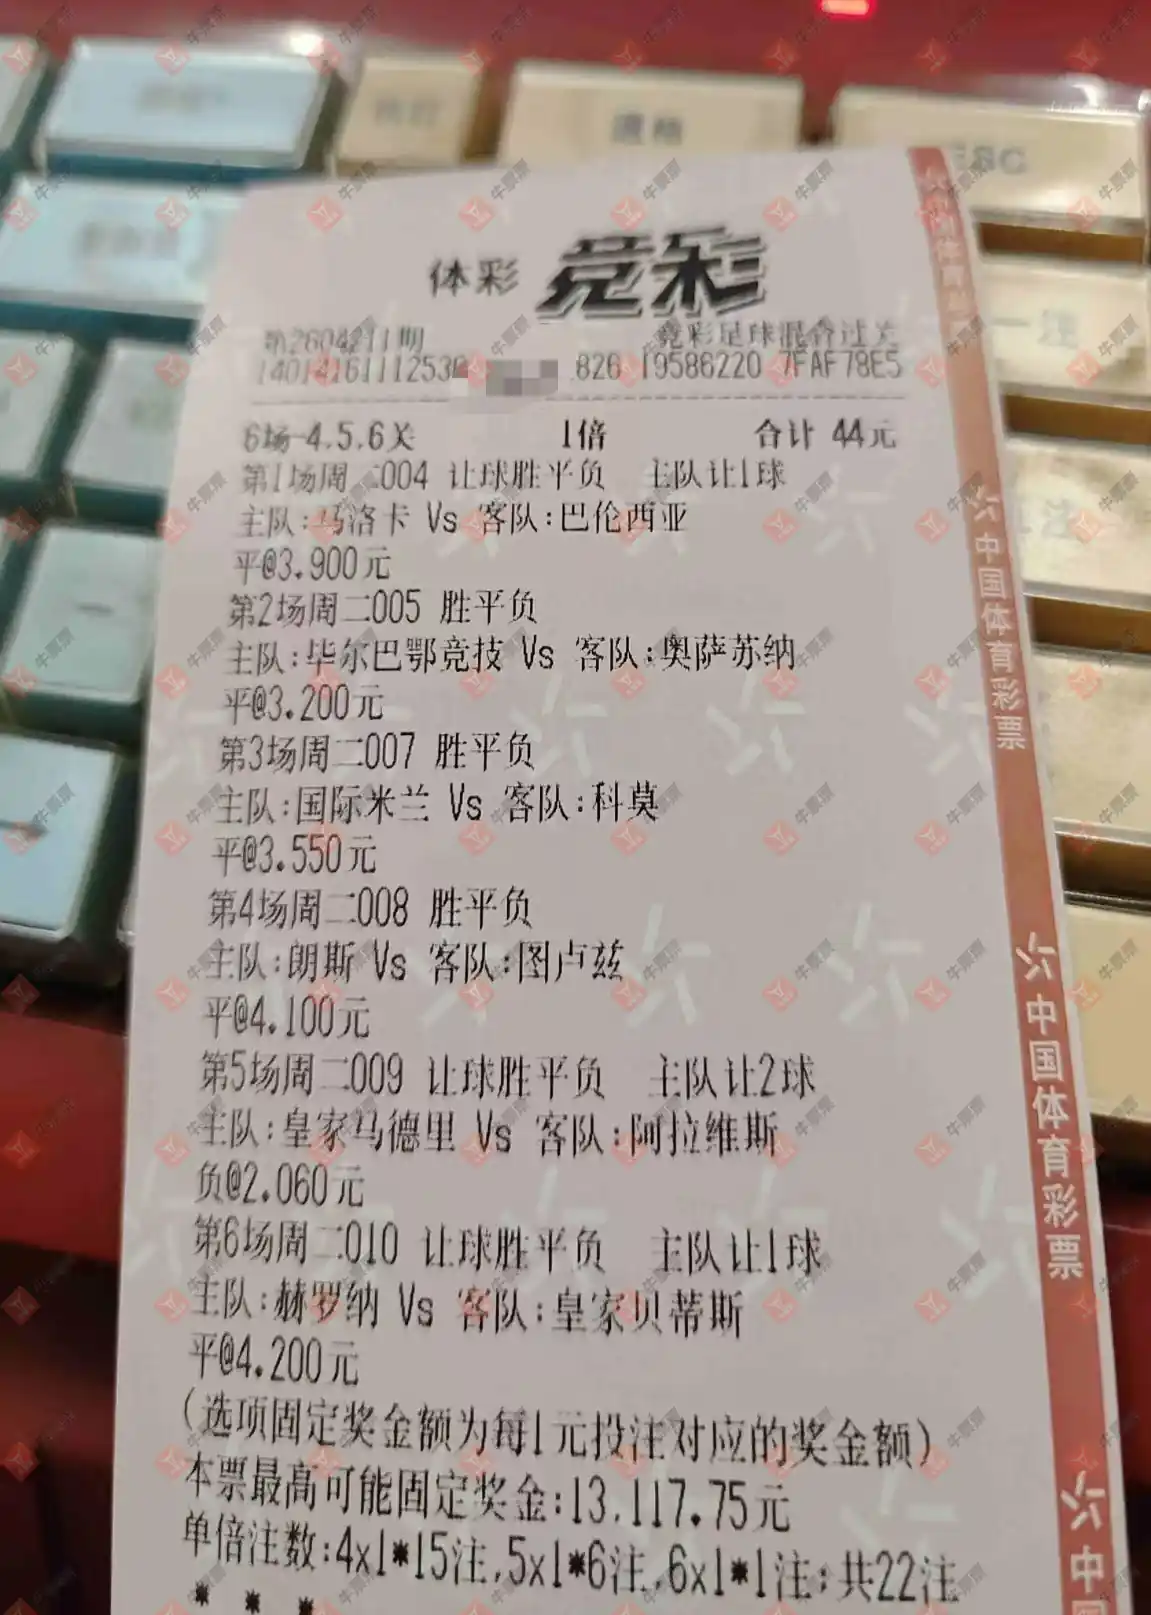 ESC
体彩 竞彩
第2604211期 竞彩足球混合过关
826 19586220 7FAF78E5
6场-4.5.6关 1倍 合计 44元
第1场周二004 让球胜平负 主队让1球
主队:马洛卡 Vs 客队:巴伦西亚
平@3.900元
第2场周二005 胜平负
主队:毕尔巴鄂竞技 Vs 客队:奥萨苏纳
平@3.200元
第3场周二007 胜平负
主队:国际米兰 Vs 客队:科莫
平@3.550元
第4场周二008 胜平负
主队:朗斯 Vs 客队:图卢兹
平@4.100元
第5场周二009 让球胜平负 主队让2球
主队:皇家马德里 Vs 客队:阿拉维斯
负@2.060元
第6场周二010 让球胜平负 主队让1球
主队:赫罗纳 Vs 客队:皇家贝蒂斯
平@4.200元
(选项固定奖金额为每1元投注对应的奖金额)
本票最高可能固定奖金:13,117.75元
单倍注数:4x1*15注,5x1*6注,6x1*1注;共22注
* * *
中国体育彩票
中国体育彩票
中国
牛票票